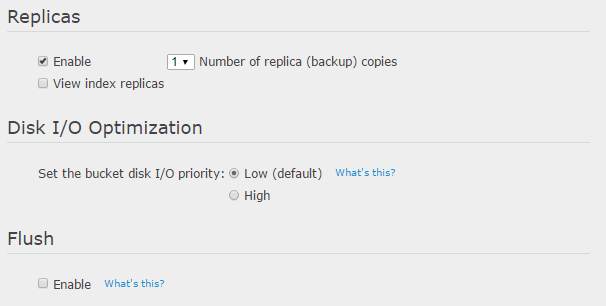 Replicas
Enable 1 Number of replica (backup) copies
View index replicas
Disk I/O Optimization
Set the bucket disk I/O priority: Low (default) What's this?
High
Flush
Enable What's this?